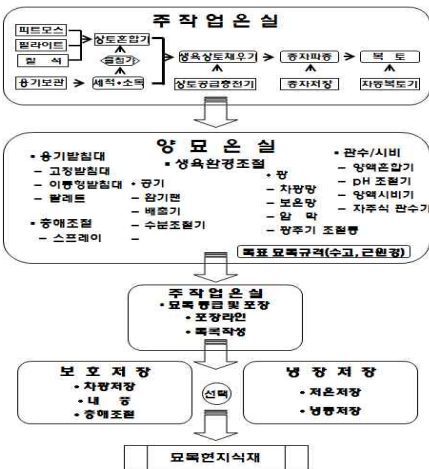 주작업온실
피트모스
펄라이트
질 석
상토혼합기
용기보관
세척•소독
생육상토채우기
종자파종
복 토
상토공급충전기
종자저장
자동복토기
양묘온실
• 용기받침대
– 고정받침대
– 이동형받침대
– 팔레트
• 충해조절
– 스프레이
• 생육환경조절
• 공기
– 환기팬
– 배출기
– 수분조절기
–
• 광
– 차광망
– 보온망
– 암 막
– 광주기 조절등
• 관수/시비
– 양액혼합기
– pH 조절기
– 양액시비기
– 자주식 관수기
목표 묘목규격(수고, 근원경)
주작업온실
• 묘목등급 및 포장
• 포장라인
• 목록작성
보호저장
• 차광저장
• 내 음
• 충해조절
선택
냉장저장
• 저온저장
• 냉동저장
묘목현지식재